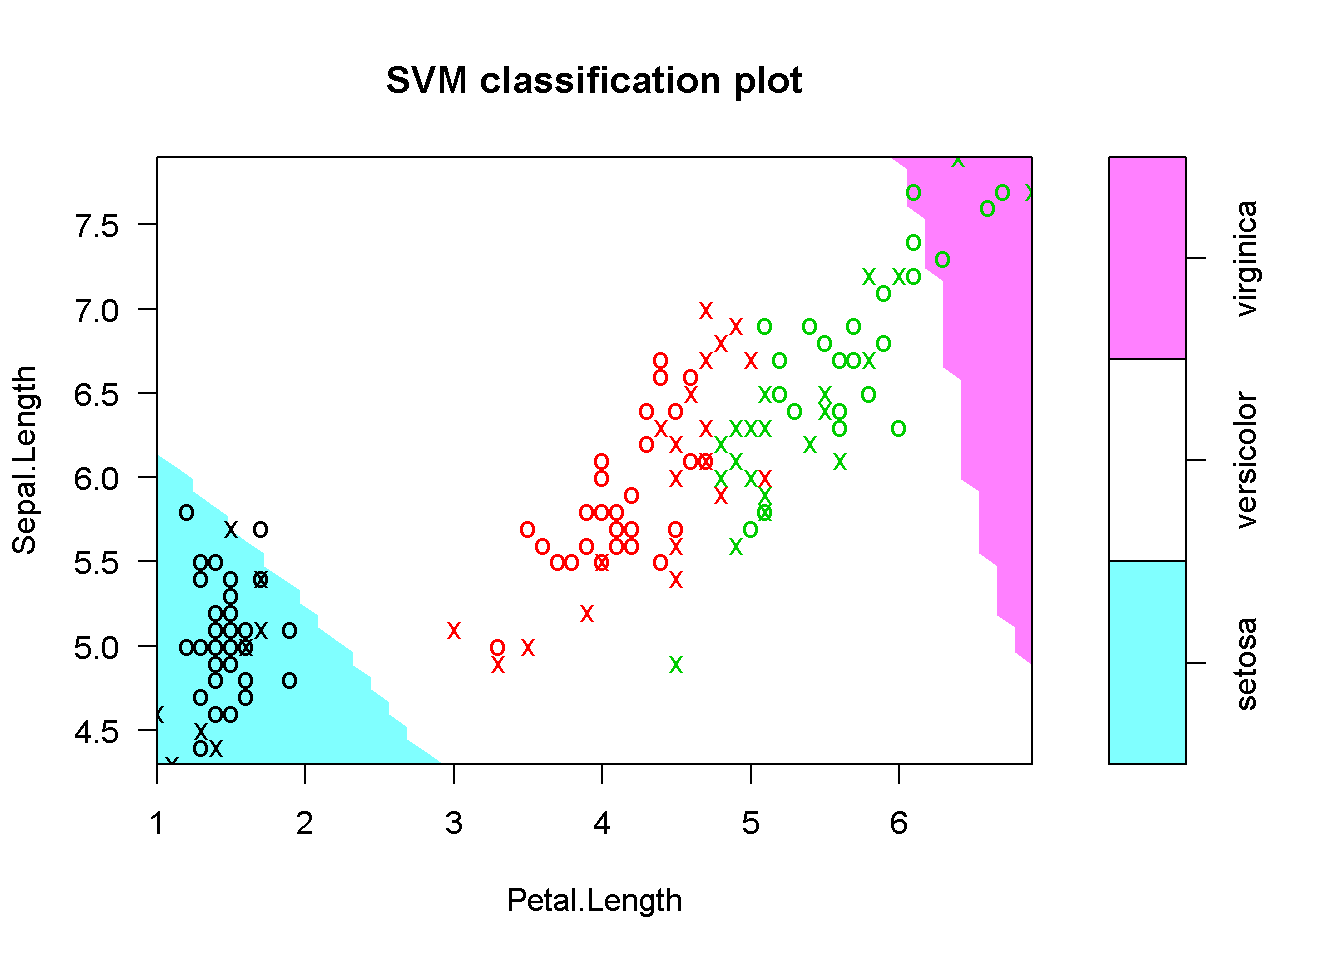 SVM classification plot
Sepal.Length
7.5
7.0
6.5
6.0
5.5
5.0
4.5
1 2 3 4 5 6
Petal.Length
virginica
versicolor
setosa